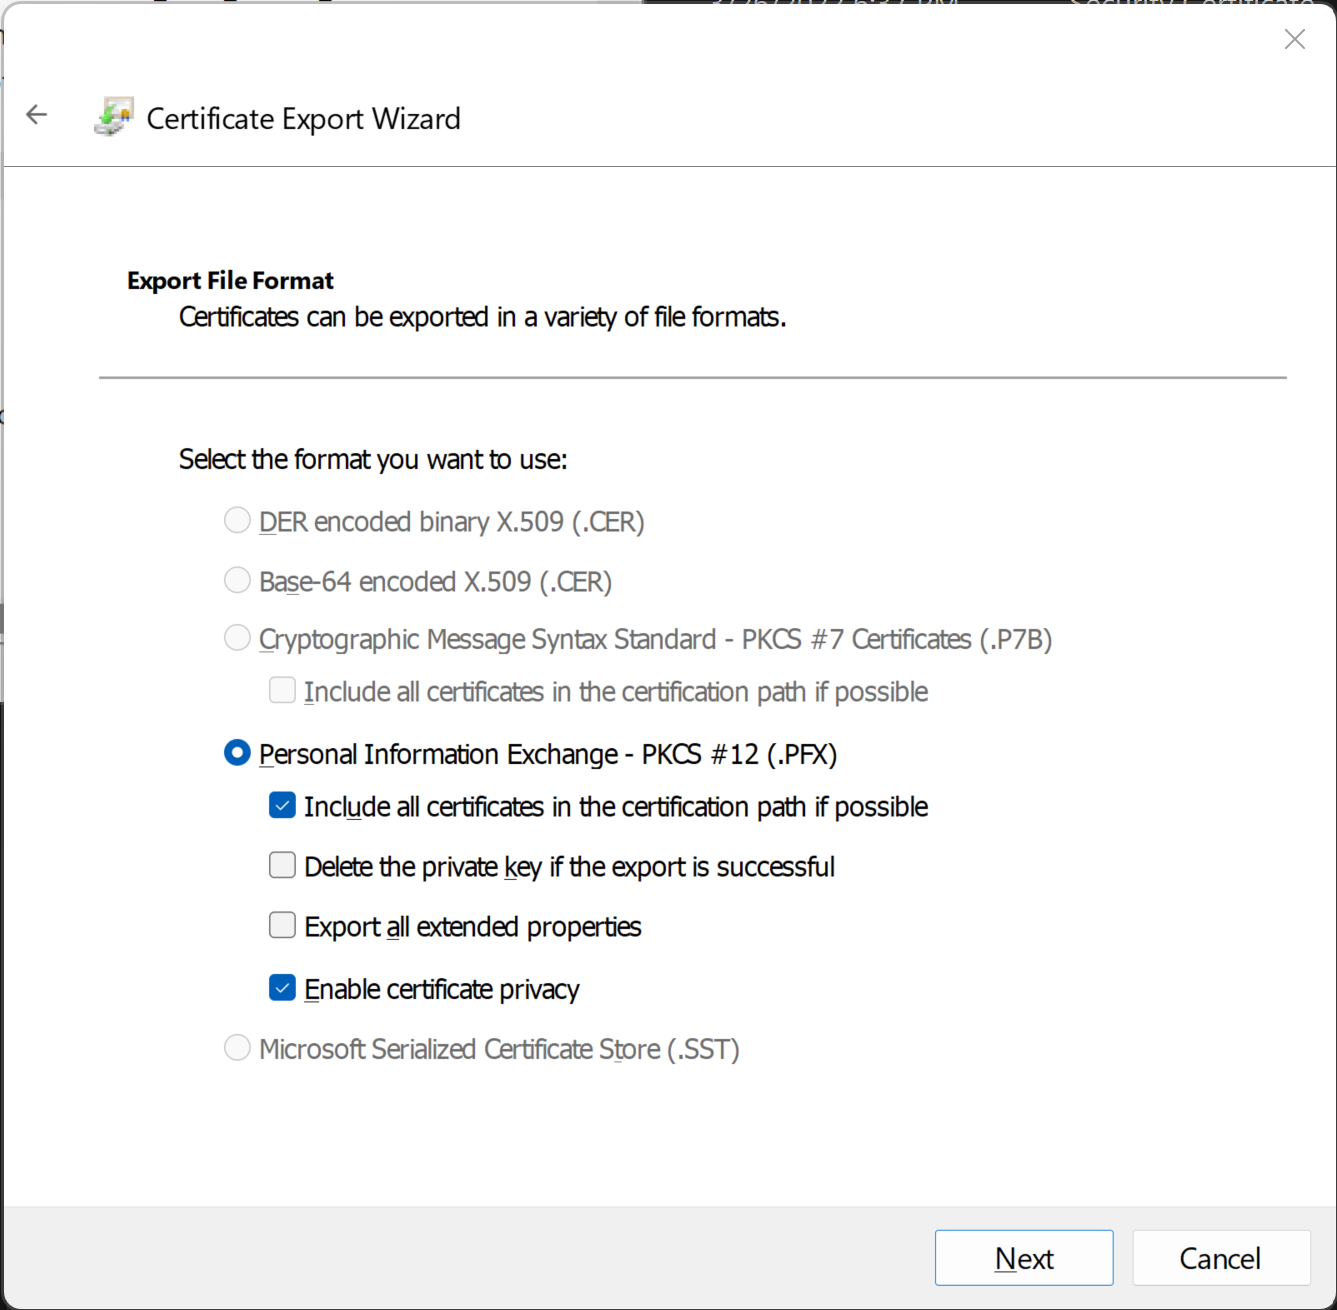 Certificate Export Wizard
Export File Format
Certificates can be exported in a variety of file formats.
Select the format you want to use:
DER encoded binary X.509 (.CER)
Base-64 encoded X.509 (.CER)
Cryptographic Message Syntax Standard - PKCS #7 Certificates (.P7B)
Include all certificates in the certification path if possible
Personal Information Exchange - PKCS #12 (.PFX)
Include all certificates in the certification path if possible
Delete the private key if the export is successful
Export all extended properties
Enable certificate privacy
Microsoft Serialized Certificate Store (.SST)
Next Cancel